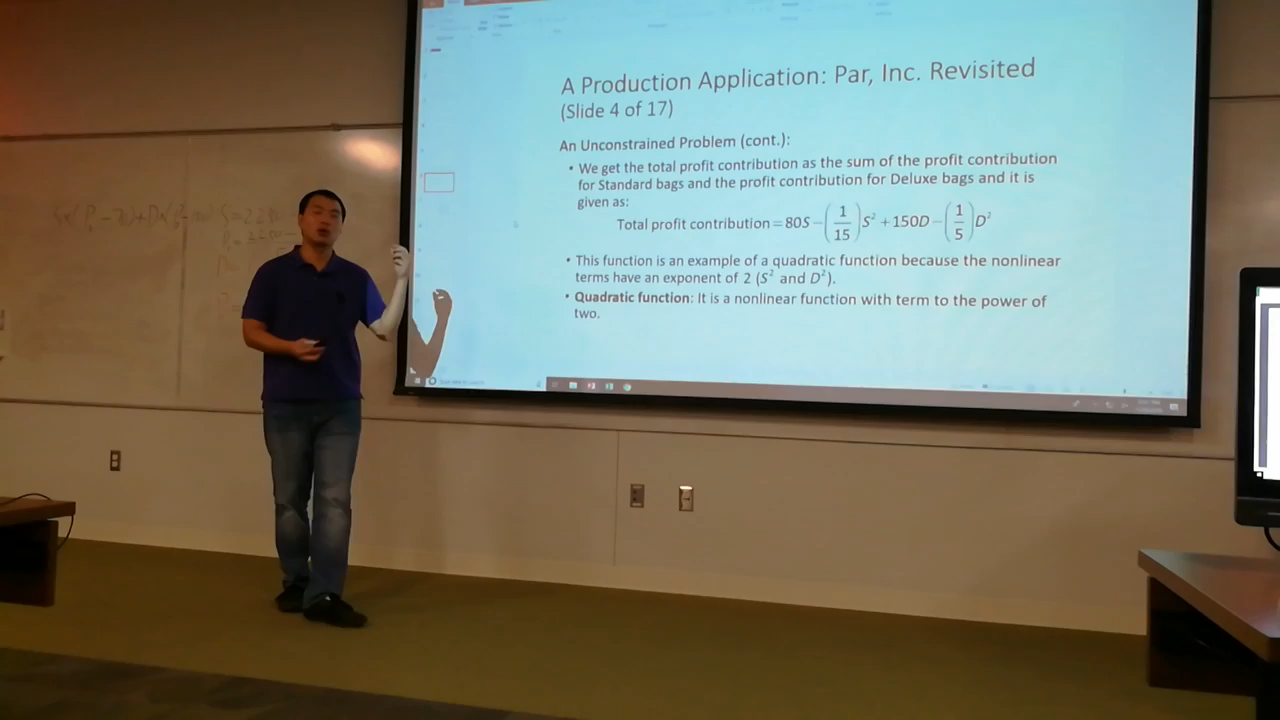 A Production Application: Par, Inc. Revisited
(Slide 4 of 17)
An Unconstrained Problem (cont.):
• We get the total profit contribution as the sum of the profit contribution
for Standard bags and the profit contribution for Deluxe bags and it is
given as:
Total profit contribution = 80S − (1/15)S² + 150D − (1/5)D²
• This function is an example of a quadratic function because the nonlinear
terms have an exponent of 2 (S² and D²).
• Quadratic function: It is a nonlinear function with term to the power of
two.